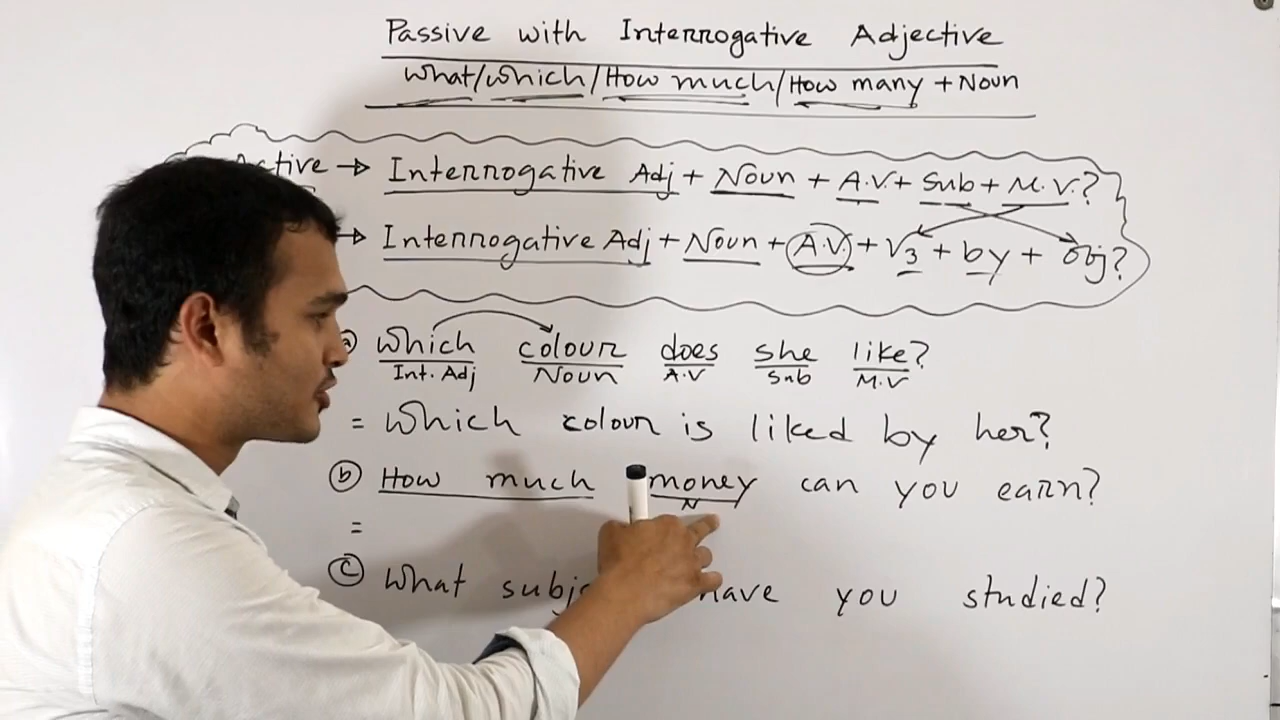 Passive with Interrogative Adjective
What/which/How much/How many + Noun
Active → Interrogative Adj + Noun + A.V. + Sub + M.V.?
→ Interrogative Adj + Noun + A.V. + V3 + by + obj?
a which colour does she like?
Int. Adj Noun A.V Sub M.V
= Which colour is liked by her?
b How much money can you earn?
N
=
c What have you studied?